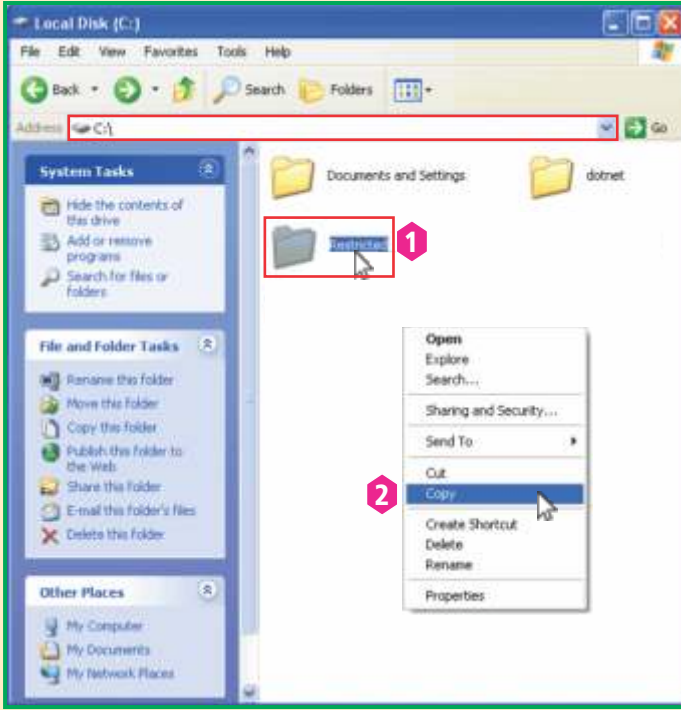 Local Disk (C:)
File Edit View Favorites Tools Help
Back Search Folders
Address C:\ Go
System Tasks
Hide the contents of
this drive
Add or remove
programs
Search for files or
folders
File and Folder Tasks
Rename this folder
Move this folder
Copy this folder
Publish this folder to
the Web
Share this folder
E-mail this folder's files
Delete this folder
Other Places
My Computer
My Documents
My Network Places
Documents and Settings
dotnet
Restricted
1
Open
Explore
Search...
Sharing and Security...
Send To
Cut
2
Copy
Create Shortcut
Delete
Rename
Properties